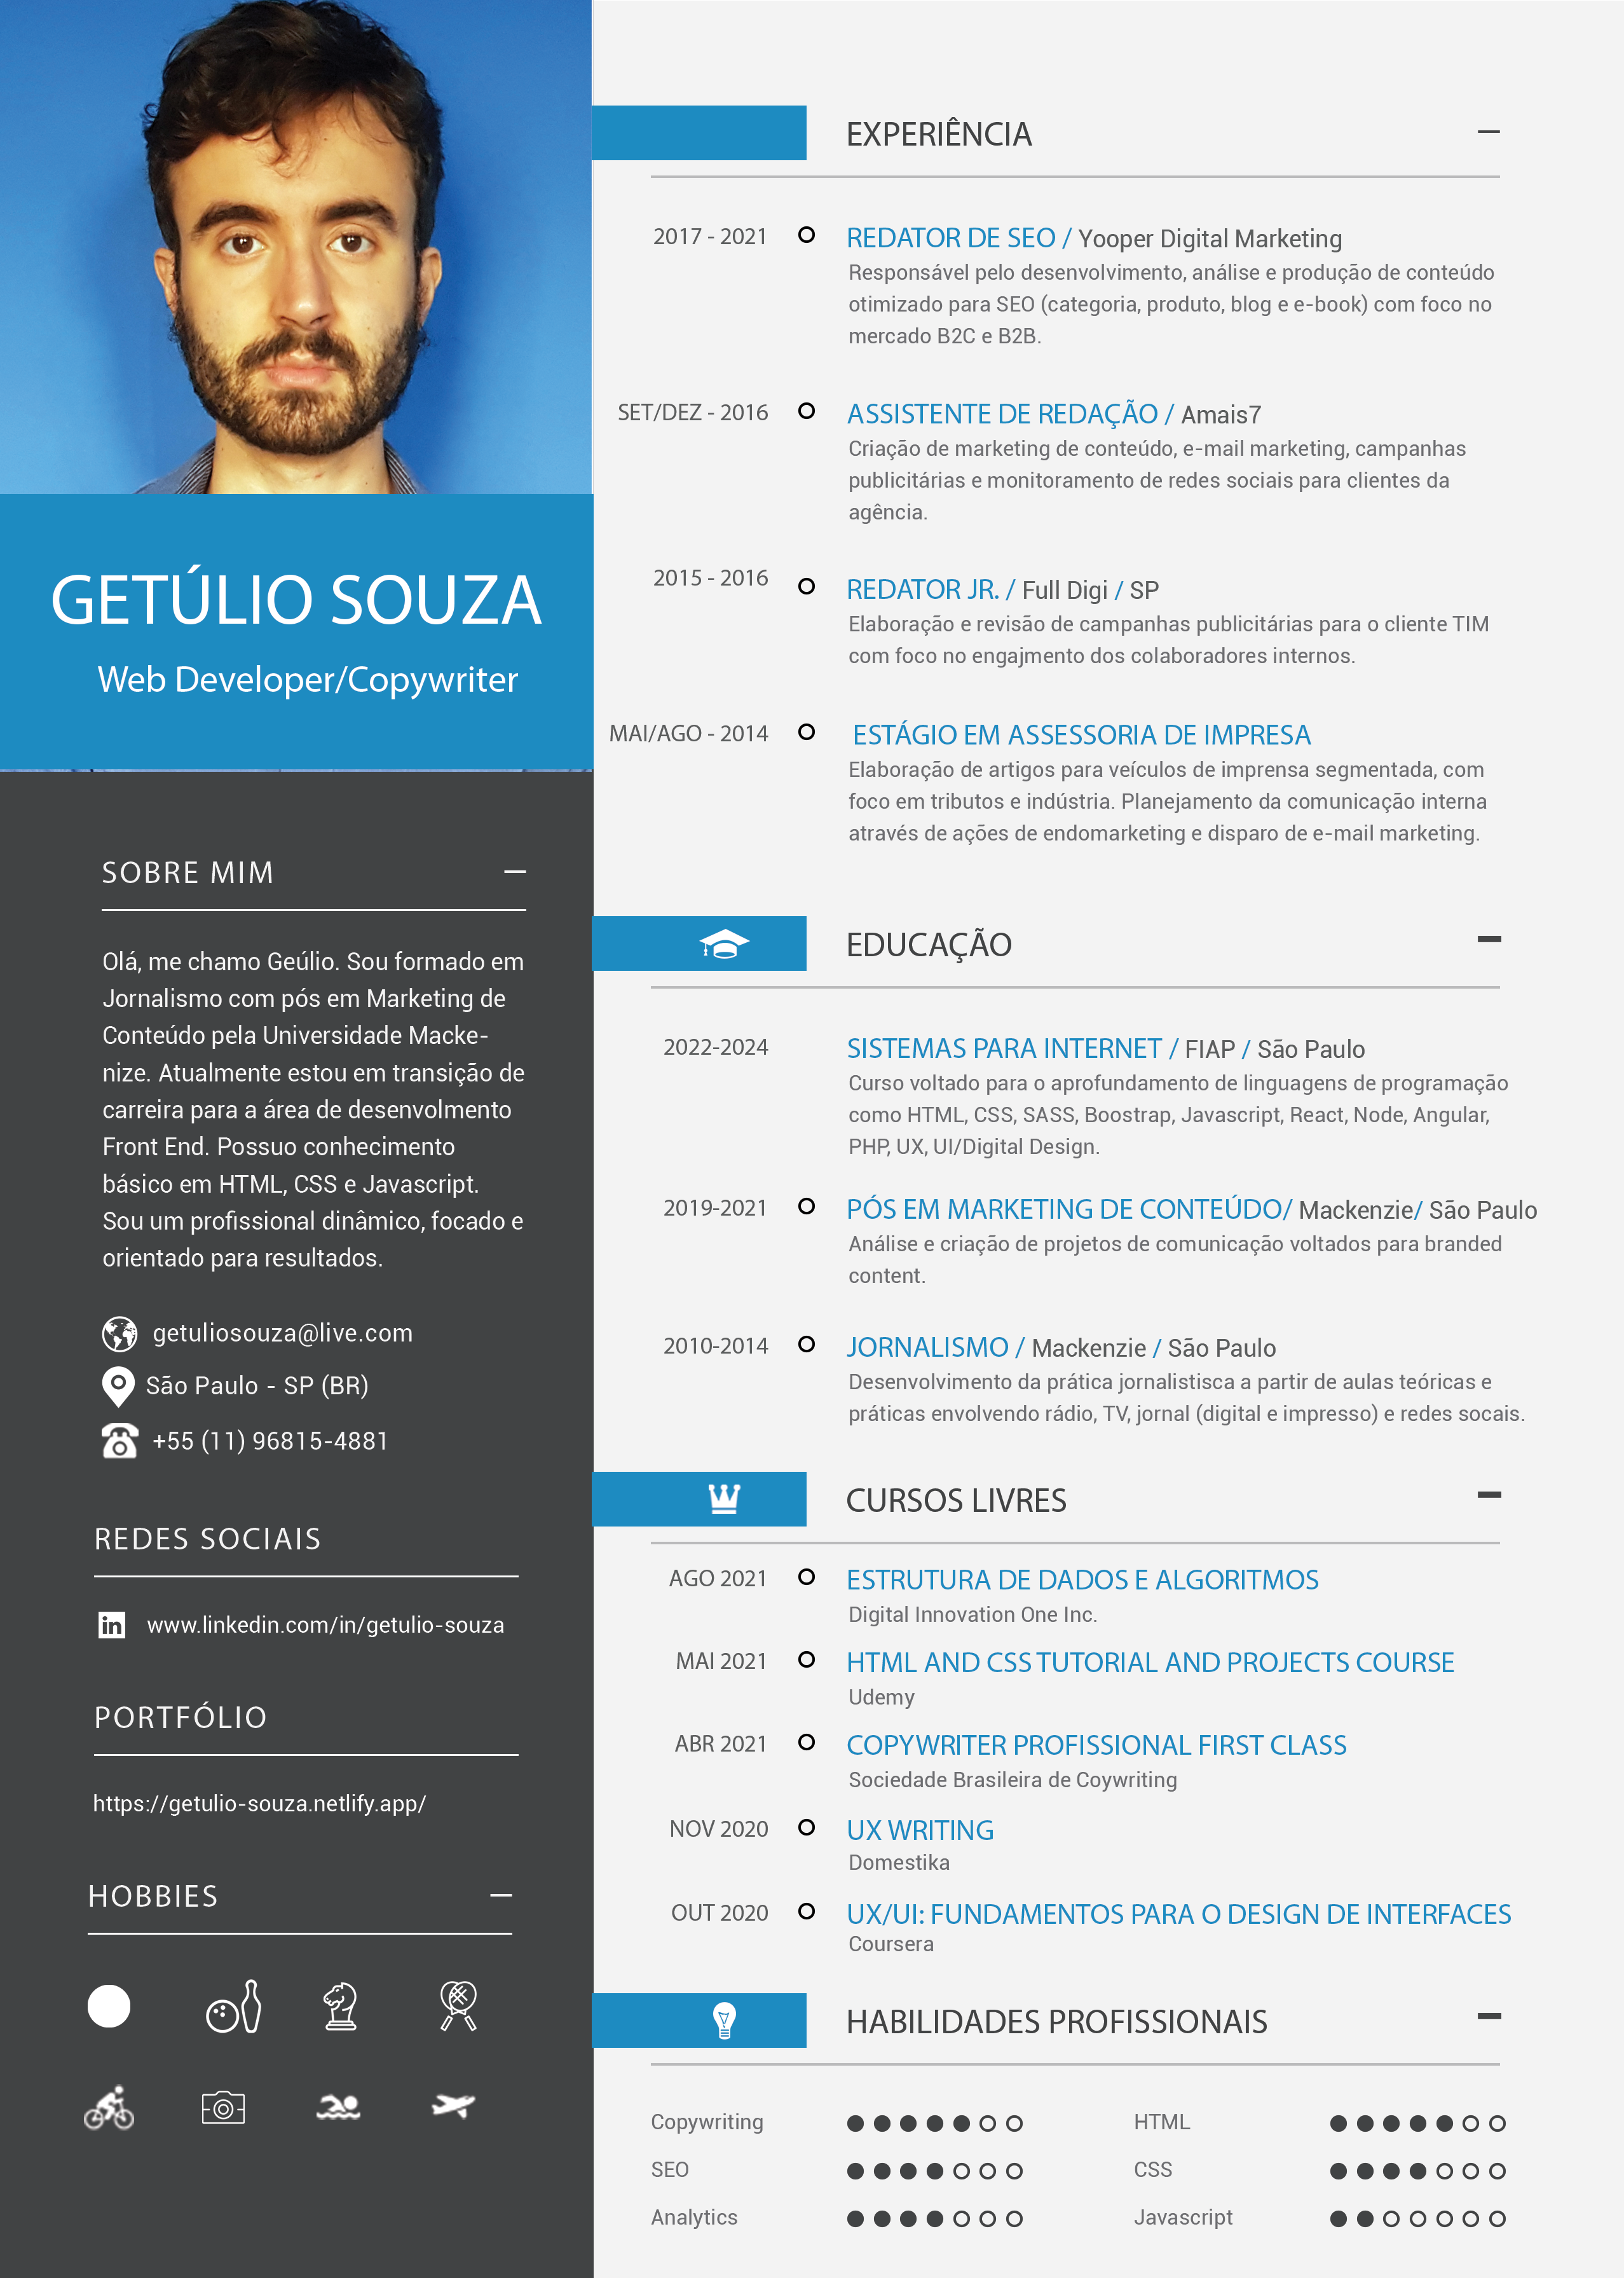 GETÚLIO SOUZA
Web Developer/Copywriter
SOBRE MIM
Olá, me chamo Geúlio. Sou formado em
Jornalismo com pós em Marketing de
Conteúdo pela Universidade Macke-
nize. Atualmente estou em transição de
carreira para a área de desenvolmento
Front End. Possuo conhecimento
básico em HTML, CSS e Javascript.
Sou um profissional dinâmico, focado e
orientado para resultados.
getuliosouza@live.com
São Paulo - SP (BR)
+55 (11) 96815-4881
REDES SOCIAIS
in www.linkedin.com/in/getulio-souza
PORTFÓLIO
https://getulio-souza.netlify.app/
HOBBIES
EXPERIÊNCIA
2017 - 2021 REDATOR DE SEO / Yooper Digital Marketing
Responsável pelo desenvolvimento, análise e produção de conteúdo
otimizado para SEO (categoria, produto, blog e e-book) com foco no
mercado B2C e B2B.
SET/DEZ - 2016 ASSISTENTE DE REDAÇÃO / Amais7
Criação de marketing de conteúdo, e-mail marketing, campanhas
publicitárias e monitoramento de redes sociais para clientes da
agência.
2015 - 2016 REDATOR JR. / Full Digi / SP
Elaboração e revisão de campanhas publicitárias para o cliente TIM
com foco no engajmento dos colaboradores internos.
MAI/AGO - 2014 ESTÁGIO EM ASSESSORIA DE IMPRESA
Elaboração de artigos para veículos de imprensa segmentada, com
foco em tributos e indústria. Planejamento da comunicação interna
através de ações de endomarketing e disparo de e-mail marketing.
EDUCAÇÃO
2022-2024 SISTEMAS PARA INTERNET / FIAP / São Paulo
Curso voltado para o aprofundamento de linguagens de programação
como HTML, CSS, SASS, Boostrap, Javascript, React, Node, Angular,
PHP, UX, UI/Digital Design.
2019-2021 PÓS EM MARKETING DE CONTEÚDO/ Mackenzie/ São Paulo
Análise e criação de projetos de comunicação voltados para branded
content.
2010-2014 JORNALISMO / Mackenzie / São Paulo
Desenvolvimento da prática jornalistisca a partir de aulas teóricas e
práticas envolvendo rádio, TV, jornal (digital e impresso) e redes socais.
CURSOS LIVRES
AGO 2021 ESTRUTURA DE DADOS E ALGORITMOS
Digital Innovation One Inc.
MAI 2021 HTML AND CSS TUTORIAL AND PROJECTS COURSE
Udemy
ABR 2021 COPYWRITER PROFISSIONAL FIRST CLASS
Sociedade Brasileira de Coywriting
NOV 2020 UX WRITING
Domestika
OUT 2020 UX/UI: FUNDAMENTOS PARA O DESIGN DE INTERFACES
Coursera
HABILIDADES PROFISSIONAIS
Copywriting HTML
SEO CSS
Analytics Javascript